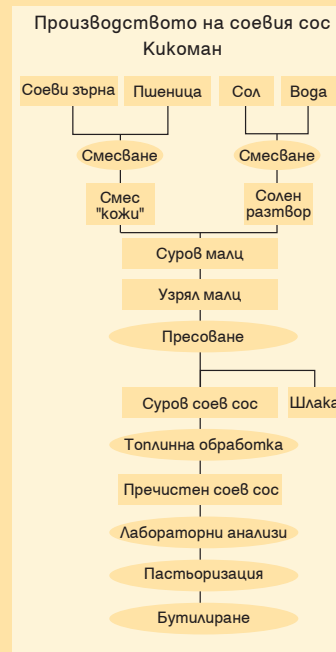 Производството на соевия сос
Кикоман
Соеви зърна Пшеница Сол Вода
Смесване Смесване
Смес
"кожи"
Солен
разтвор
Суров малц
Узрял малц
Пресоване
Суров соев сос Шлака
Топлинна обработка
Пречистен соев сос
Лабораторни анализи
Пастьоризация
Бутилиране